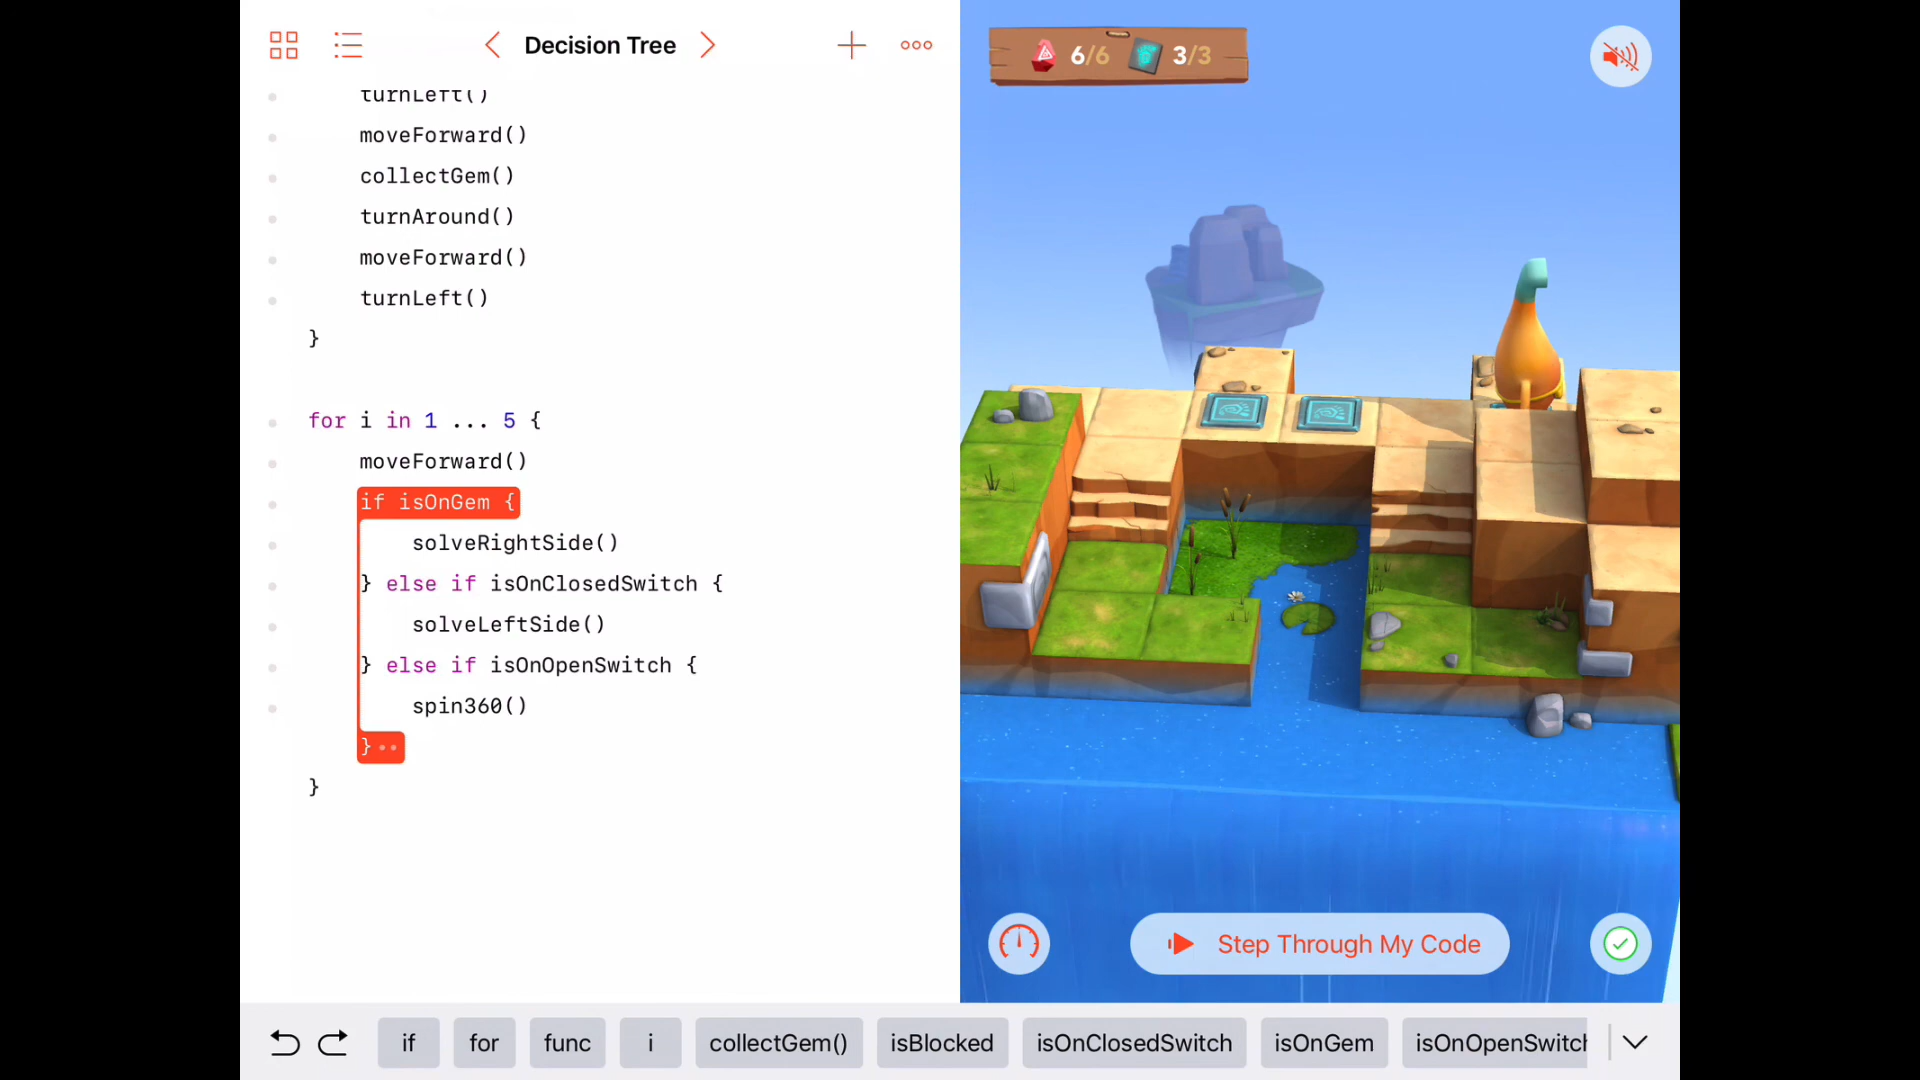 Decision Tree
6/6 3/3
turnLeft()
moveForward()
collectGem()
turnAround()
moveForward()
turnLeft()
}
for i in 1 ... 5 {
moveForward()
if isOnGem {
solveRightSide()
} else if isOnClosedSwitch {
solveLeftSide()
} else if isOnOpenSwitch {
spin360()
}
}
Step Through My Code
if for func i collectGem() isBlocked isOnClosedSwitch isOnGem isOnOpenSwitch